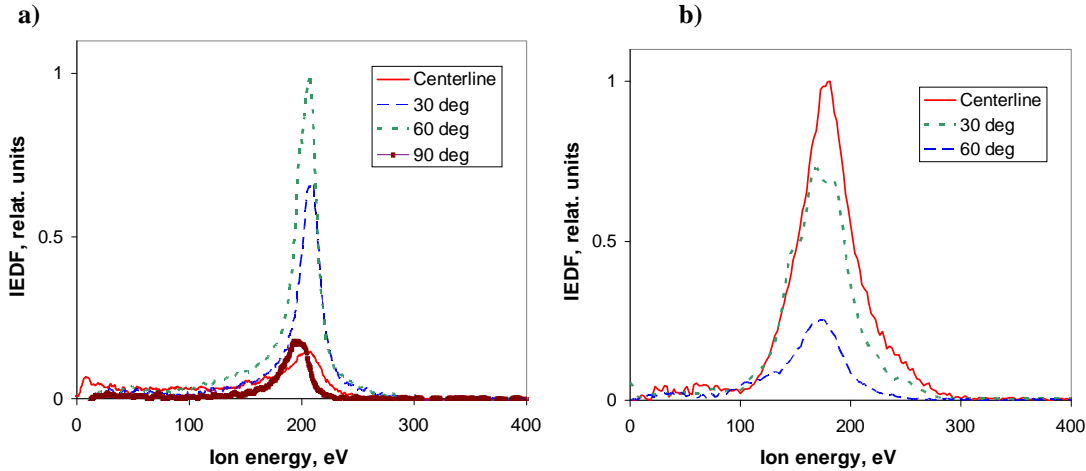 a)
IEDF, relat. units
1
0.5
0
0 100 200 300 400
Ion energy, eV
Centerline
30 deg
60 deg
90 deg
b)
IEDF, relat. units
1
0.5
0
0 100 200 300 400
Ion energy, eV
Centerline
30 deg
60 deg